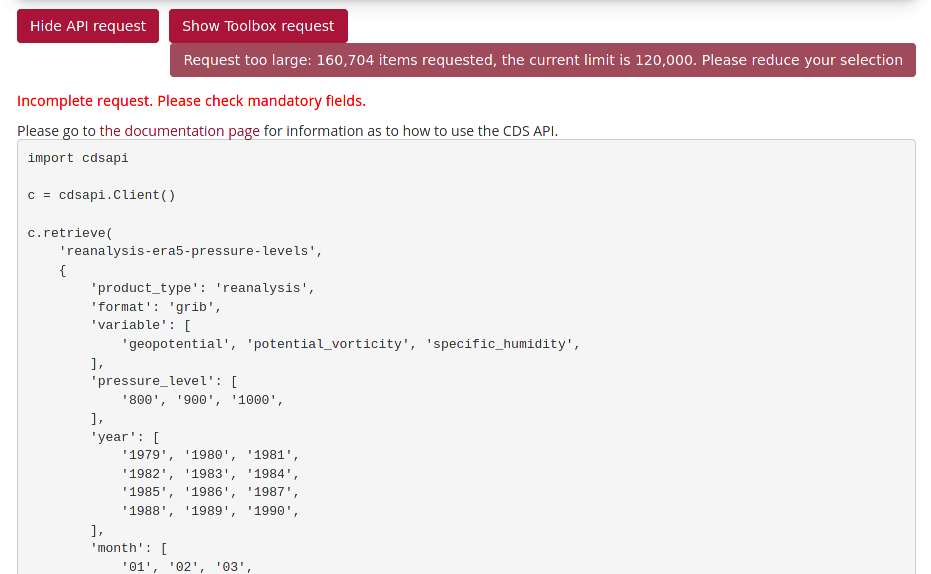 Hide API request
Show Toolbox request
Request too large: 160,704 items requested, the current limit is 120,000. Please reduce your selection
Incomplete request. Please check mandatory fields.
Please go to the documentation page for information as to how to use the CDS API.
import cdsapi
c = cdsapi.Client()
c.retrieve(
    'reanalysis-era5-pressure-levels',
    {
        'product_type': 'reanalysis',
        'format': 'grib',
        'variable': [
            'geopotential', 'potential_vorticity', 'specific_humidity',
        ],
        'pressure_level': [
            '800', '900', '1000',
        ],
        'year': [
            '1979', '1980', '1981',
            '1982', '1983', '1984',
            '1985', '1986', '1987',
            '1988', '1989', '1990',
        ],
        'month': [
            '01', '02', '03',